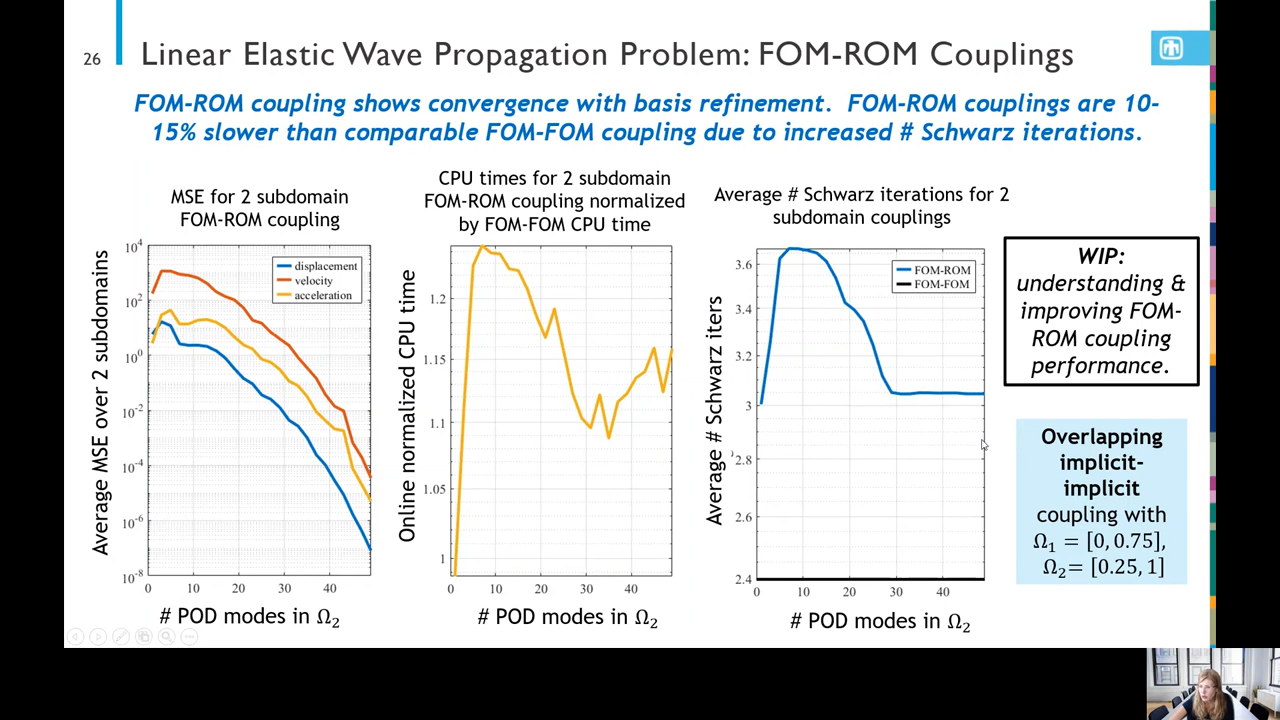 26
Linear Elastic Wave Propagation Problem: FOM-ROM Couplings
FOM-ROM coupling shows convergence with basis refinement. FOM-ROM couplings are 10-
15% slower than comparable FOM-FOM coupling due to increased # Schwarz iterations.
MSE for 2 subdomain
FOM-ROM coupling
Average MSE over 2 subdomains
10^4
10^2
10^0
10^-2
10^-4
10^-6
10^-8
displacement
velocity
acceleration
0 10 20 30 40
# POD modes in Ω₂
CPU times for 2 subdomain
FOM-ROM coupling normalized
by FOM-FOM CPU time
Online normalized CPU time
1.2
1.15
1.1
1.05
1
0 10 20 30 40
# POD modes in Ω₂
Average # Schwarz iterations for 2
subdomain couplings
Average # Schwarz iters
3.6
3.4
3.2
3
2.8
2.6
2.4
FOM-ROM
FOM-FOM
0 10 20 30 40
# POD modes in Ω₂
WIP:
understanding &
improving FOM-
ROM coupling
performance.
Overlapping
implicit-
implicit
coupling with
Ω₁ = [0, 0.75],
Ω₂= [0.25, 1]